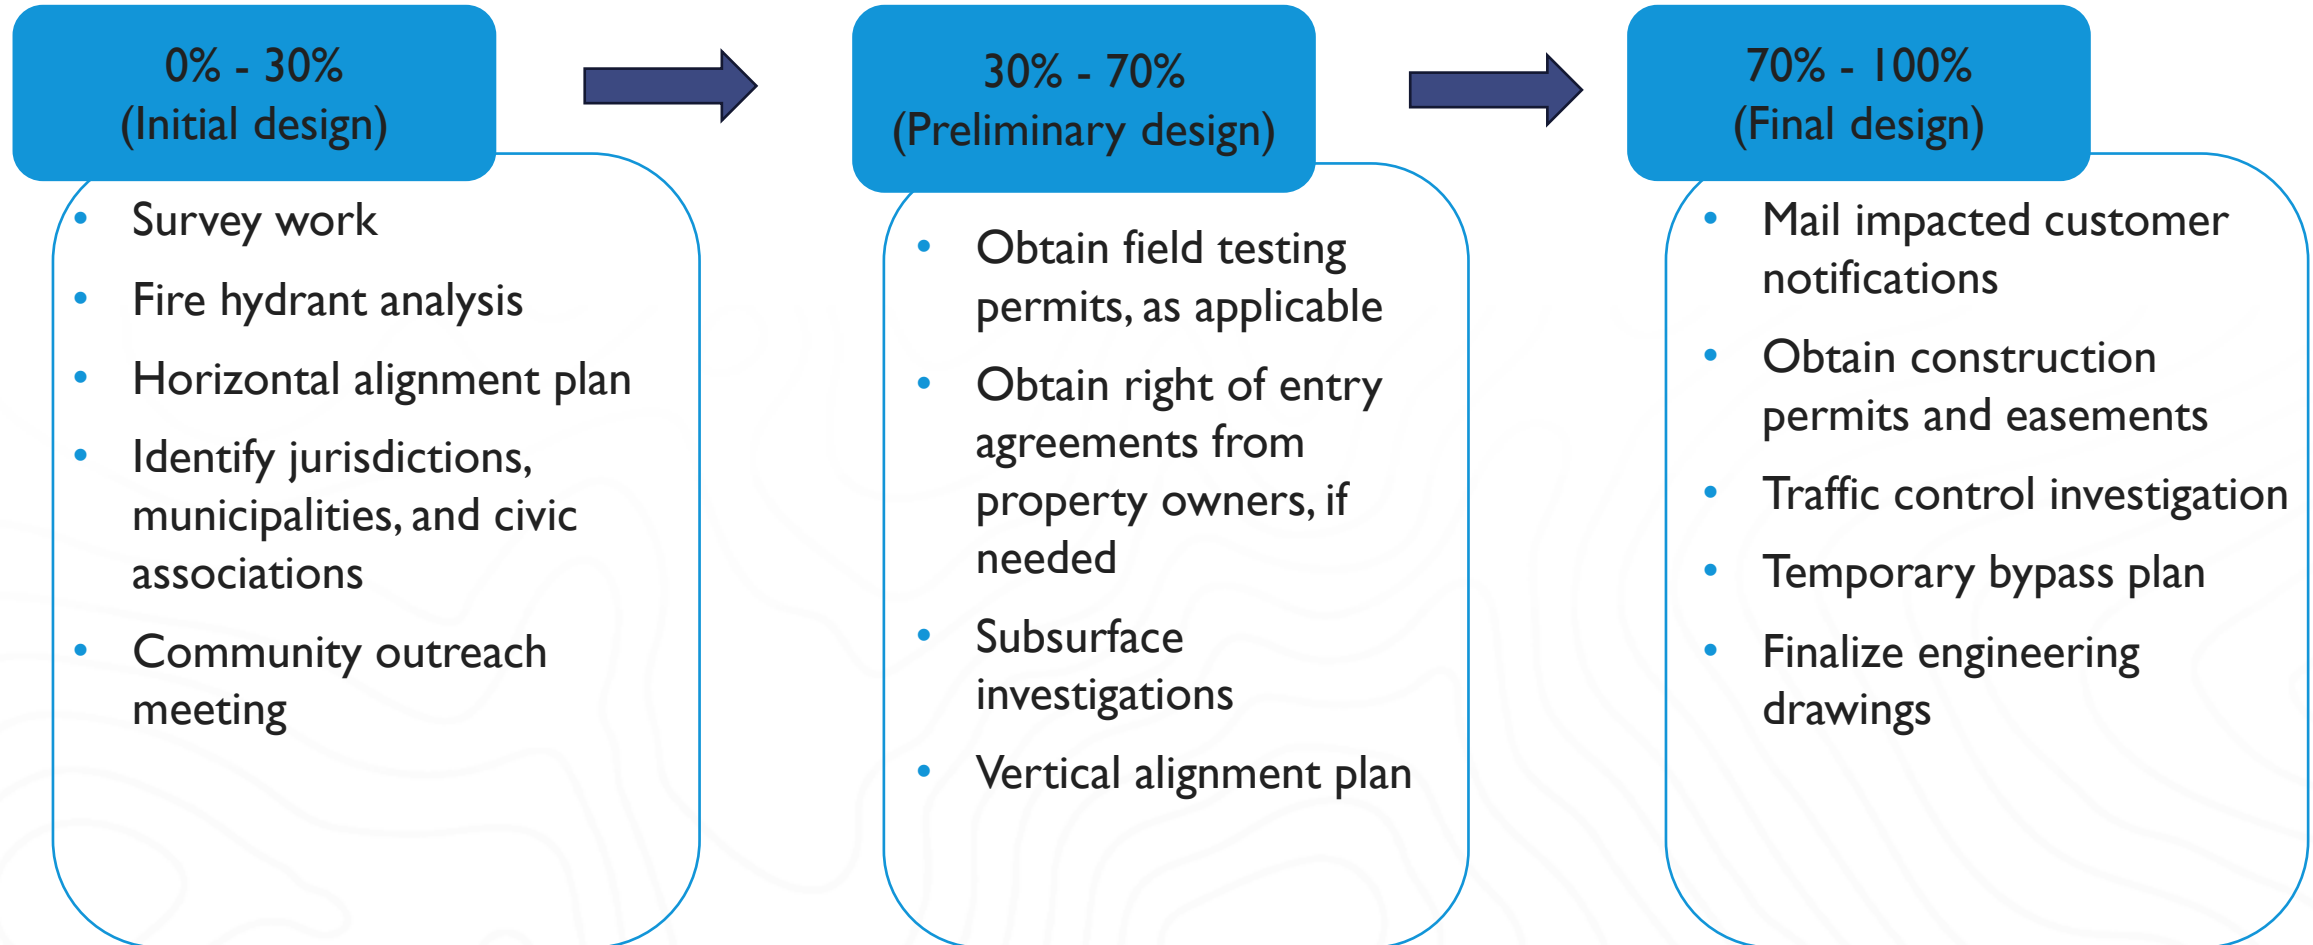 0% - 30%
(Initial design)
• Survey work
• Fire hydrant analysis
• Horizontal alignment plan
• Identify jurisdictions,
municipalities, and civic
associations
• Community outreach
meeting
30% - 70%
(Preliminary design)
• Obtain field testing
permits, as applicable
• Obtain right of entry
agreements from
property owners, if
needed
• Subsurface
investigations
• Vertical alignment plan
70% - 100%
(Final design)
• Mail impacted customer
notifications
• Obtain construction
permits and easements
• Traffic control investigation
• Temporary bypass plan
• Finalize engineering
drawings